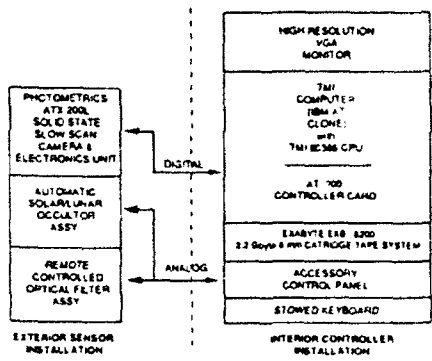 PHOTOMETRICS
ATX 200L
SOLID STATE
SLOW SCAN
CAMERA &
ELECTRONICS UNIT
AUTOMATIC
SOLAR/LUNAR
OCCULTOR
ASSY
REMOTE
CONTROLLED
OPTICAL FILTER
ASSY
EXTERIOR SENSOR
INSTALLATION
DIGITAL
ANALOG
HIGH RESOLUTION
VGA
MONITOR
COMPUTER
(IBM AT
CLONE)
with
CPU
AT 200
CONTROLLER CARD
EXABYTE EXB 8200
2.2 Gbyte 8 mm CATRIDGE TAPE SYSTEM
ACCESSORY
CONTROL PANEL
STOWED KEYBOARD
INTERIOR CONTROLLER
INSTALLATION